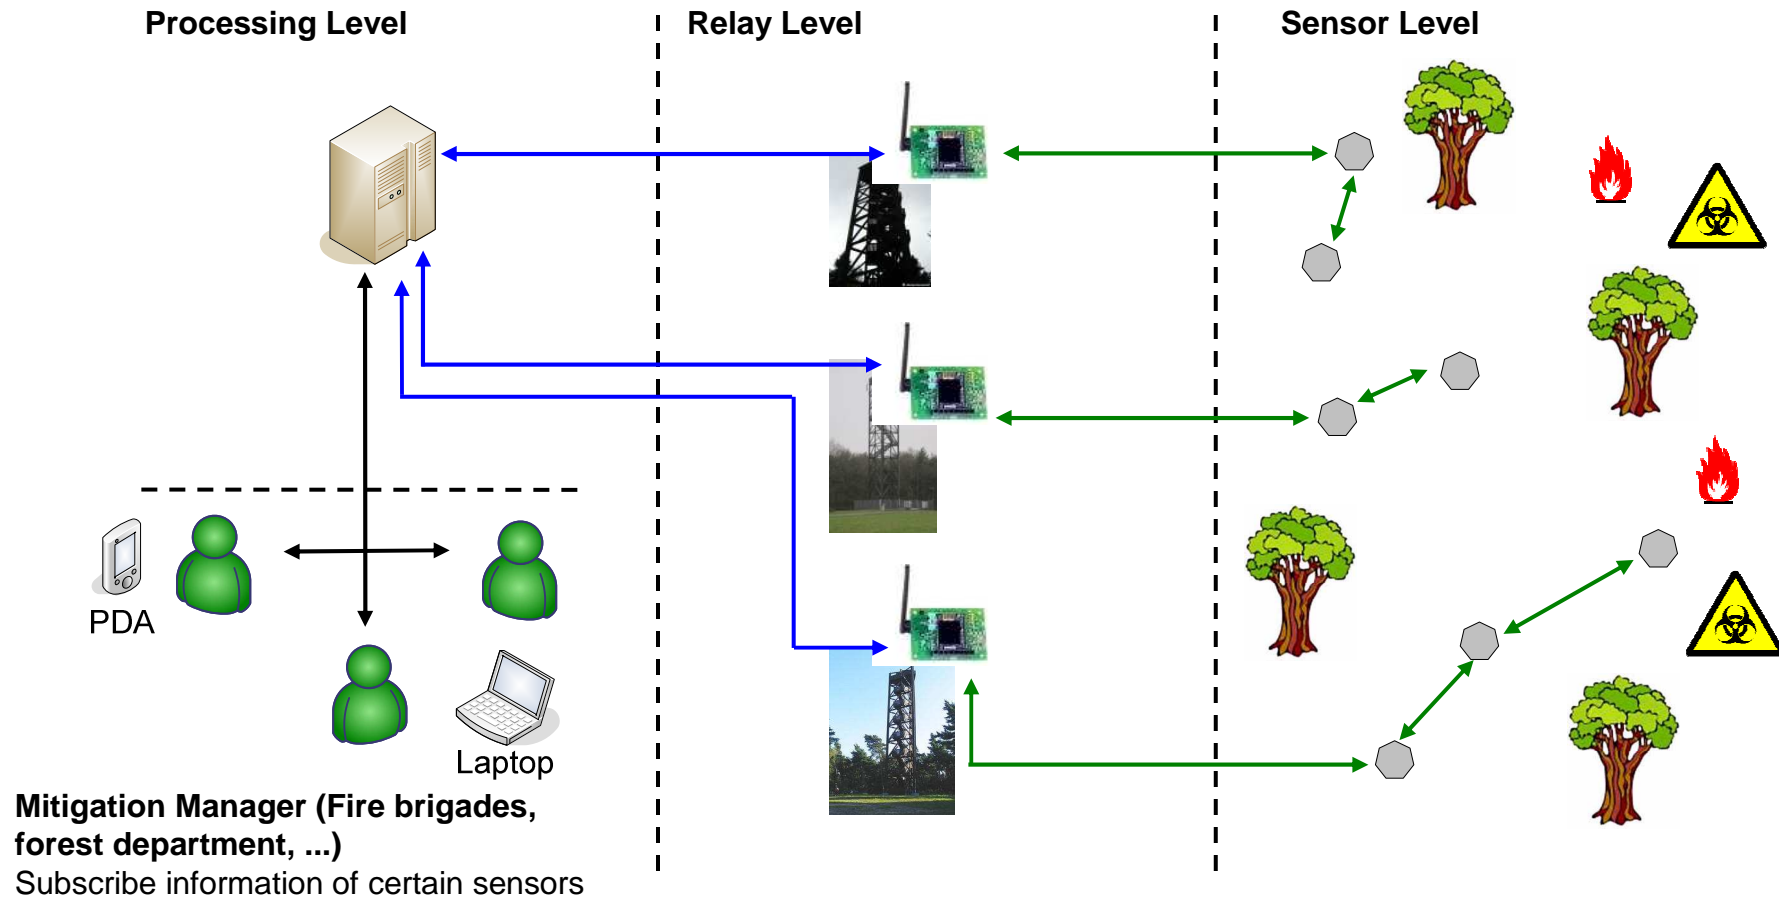 Processing Level
Relay Level
Sensor Level
PDA
Laptop
Mitigation Manager (Fire brigades,
forest department, ...)
Subscribe information of certain sensors